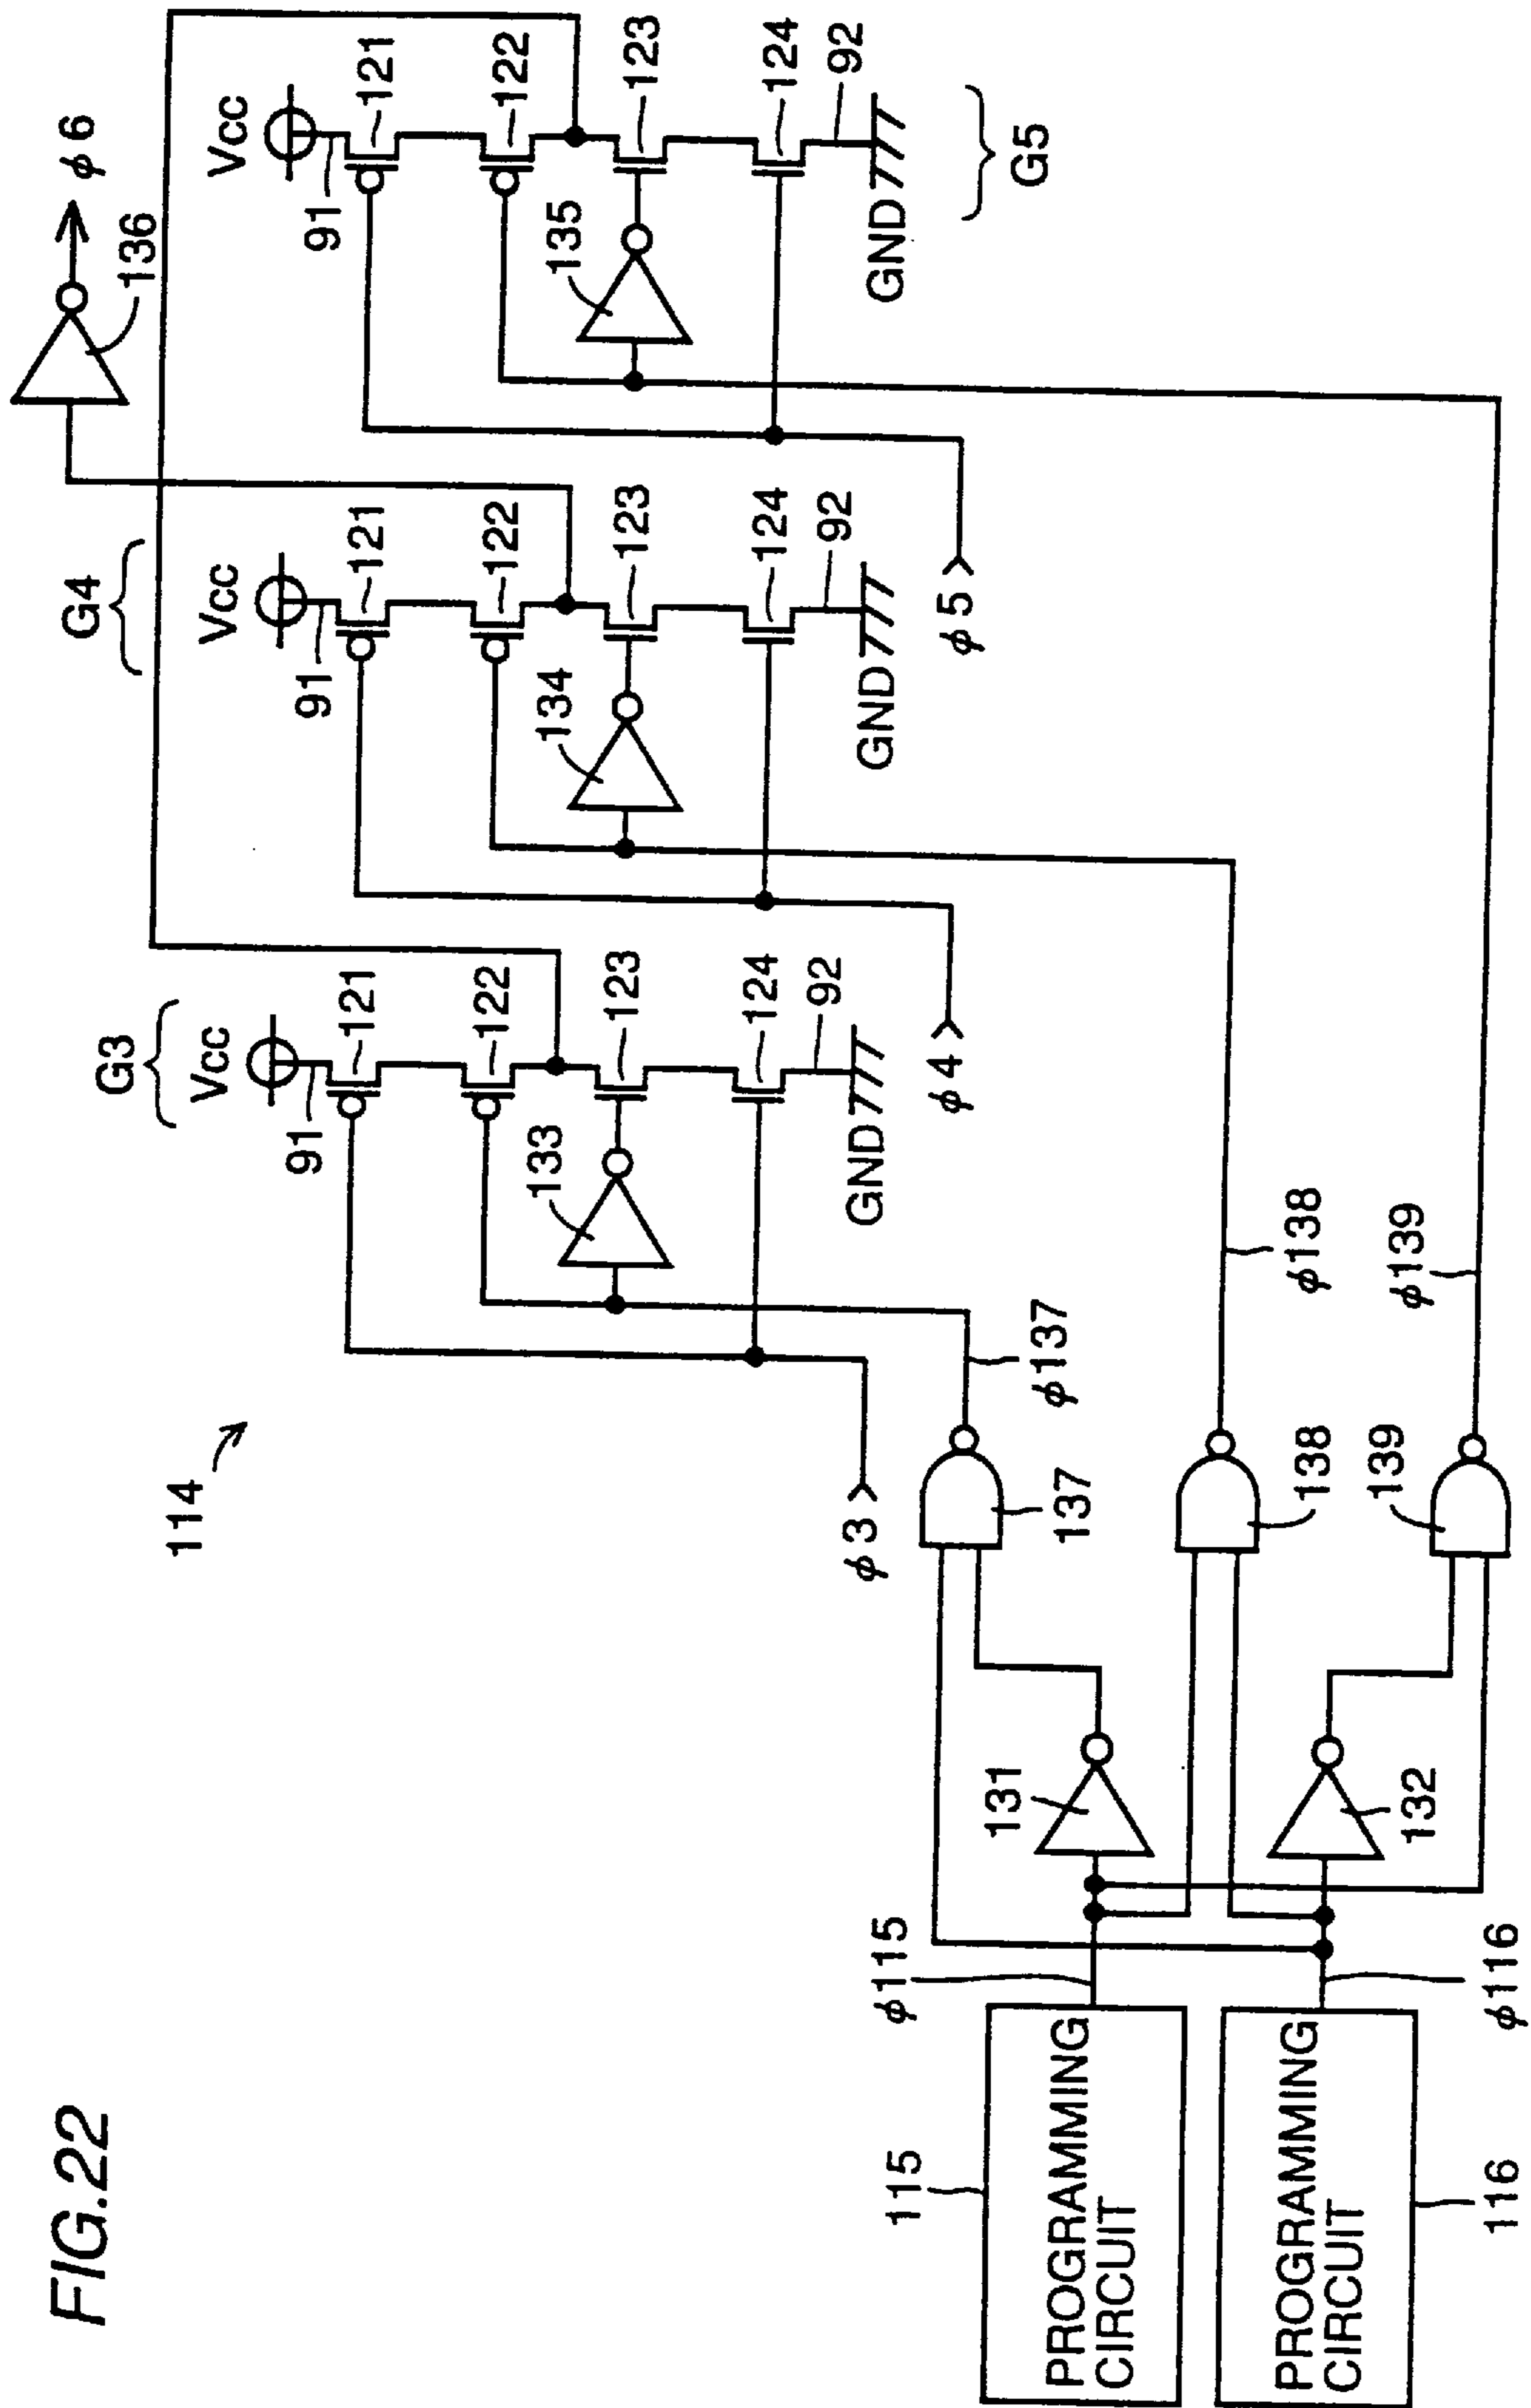 FIG.22
114
G3
Vcc
91
121
122
123
124
133
92
GND
G4
Vcc
91
121
122
123
124
134
92
GND
φ6
136
Vcc
91
121
122
123
124
135
92
GND
G5
φ3
φ4
φ5
φ137
137
φ138
138
φ139
139
131
132
φ115
φ116
115
PROGRAMMING
CIRCUIT
116
PROGRAMMING
CIRCUIT